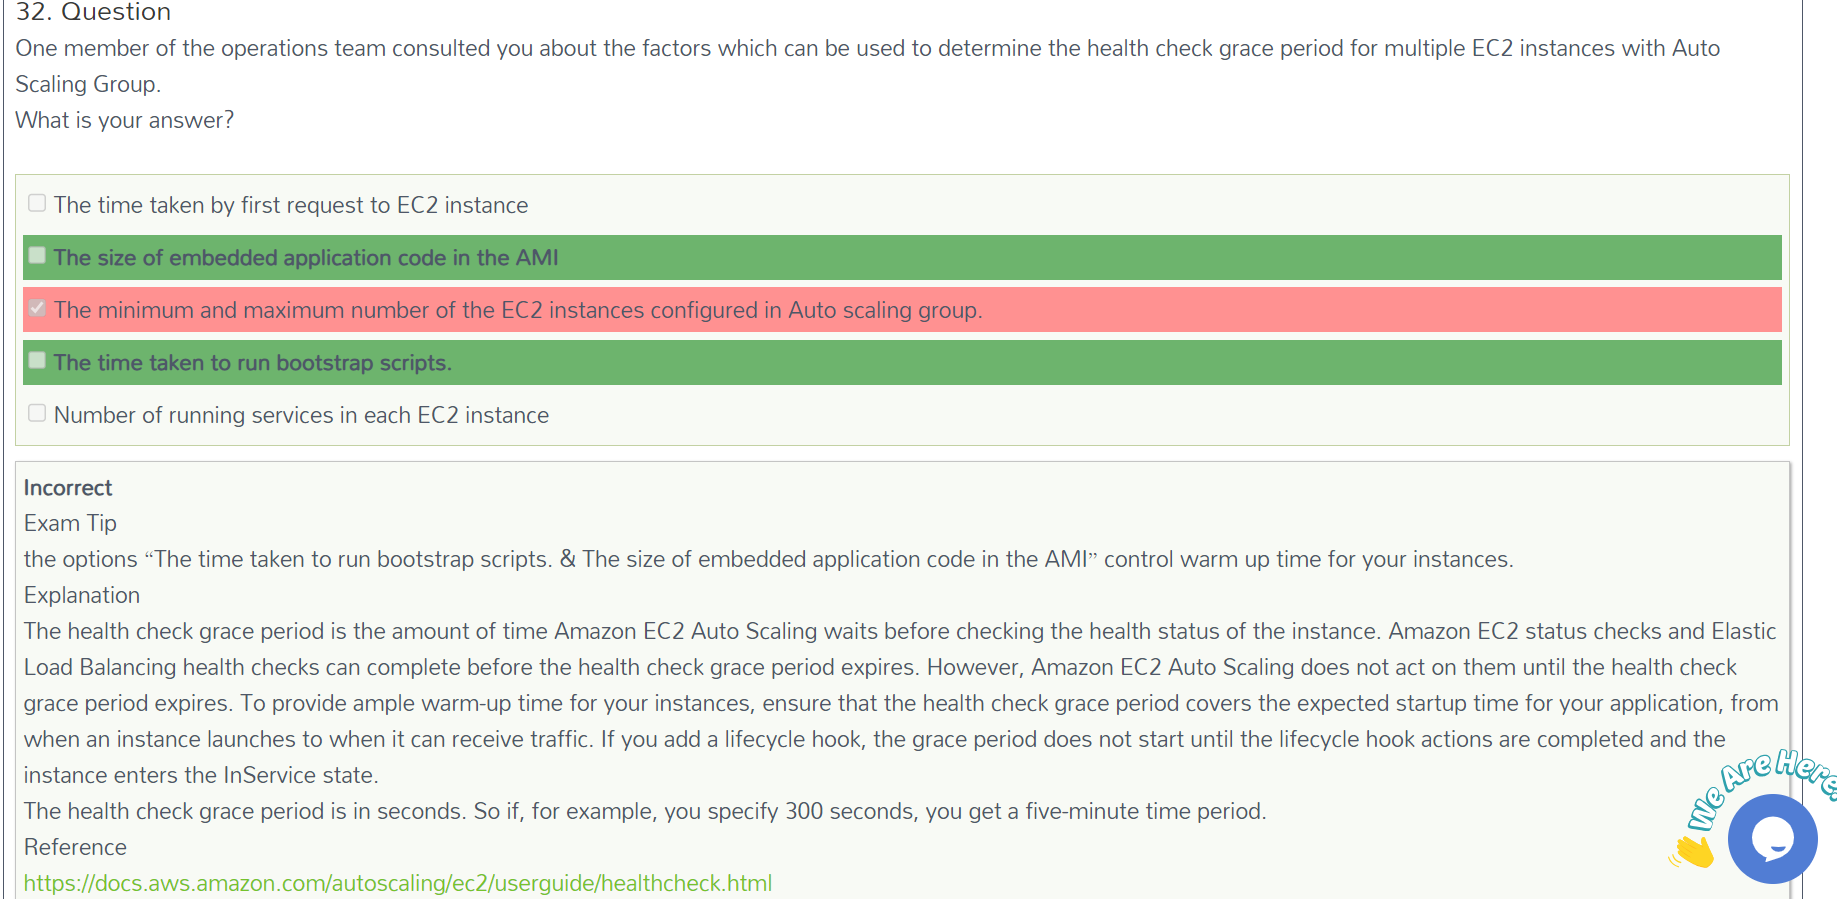 32. Question
One member of the operations team consulted you about the factors which can be used to determine the health check grace period for multiple EC2 instances with Auto
Scaling Group.
What is your answer?
The time taken by first request to EC2 instance
The size of embedded application code in the AMI
The minimum and maximum number of the EC2 instances configured in Auto scaling group.
The time taken to run bootstrap scripts.
Number of running services in each EC2 instance
Incorrect
Exam Tip
the options “The time taken to run bootstrap scripts. & The size of embedded application code in the AMI” control warm up time for your instances.
Explanation
The health check grace period is the amount of time Amazon EC2 Auto Scaling waits before checking the health status of the instance. Amazon EC2 status checks and Elastic
Load Balancing health checks can complete before the health check grace period expires. However, Amazon EC2 Auto Scaling does not act on them until the health check
grace period expires. To provide ample warm-up time for your instances, ensure that the health check grace period covers the expected startup time for your application, from
when an instance launches to when it can receive traffic. If you add a lifecycle hook, the grace period does not start until the lifecycle hook actions are completed and the
instance enters the InService state.
The health check grace period is in seconds. So if, for example, you specify 300 seconds, you get a five-minute time period.
Reference
https://docs.aws.amazon.com/autoscaling/ec2/userguide/healthcheck.html
We Are Here!